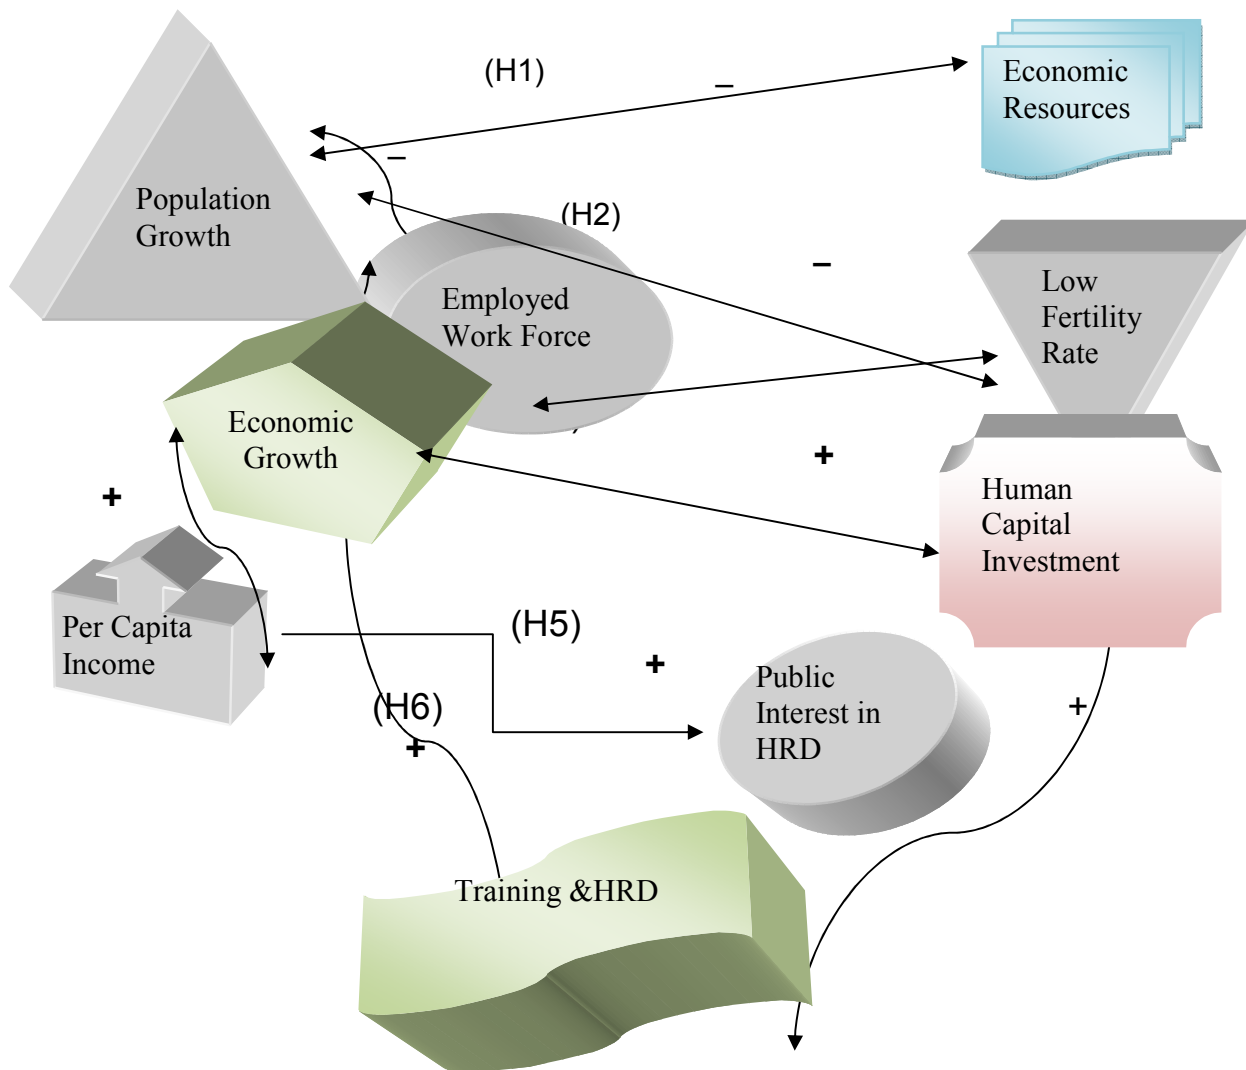 (H1)
–
Economic
Resources
–
Population
Growth
(H2)
–
Low
Fertility
Rate
Employed
Work Force
Economic
Growth
+
+
Human
Capital
Investment
Per Capita
Income
(H5)
+
Public
Interest in
HRD
(H6)
+
+
Training &HRD